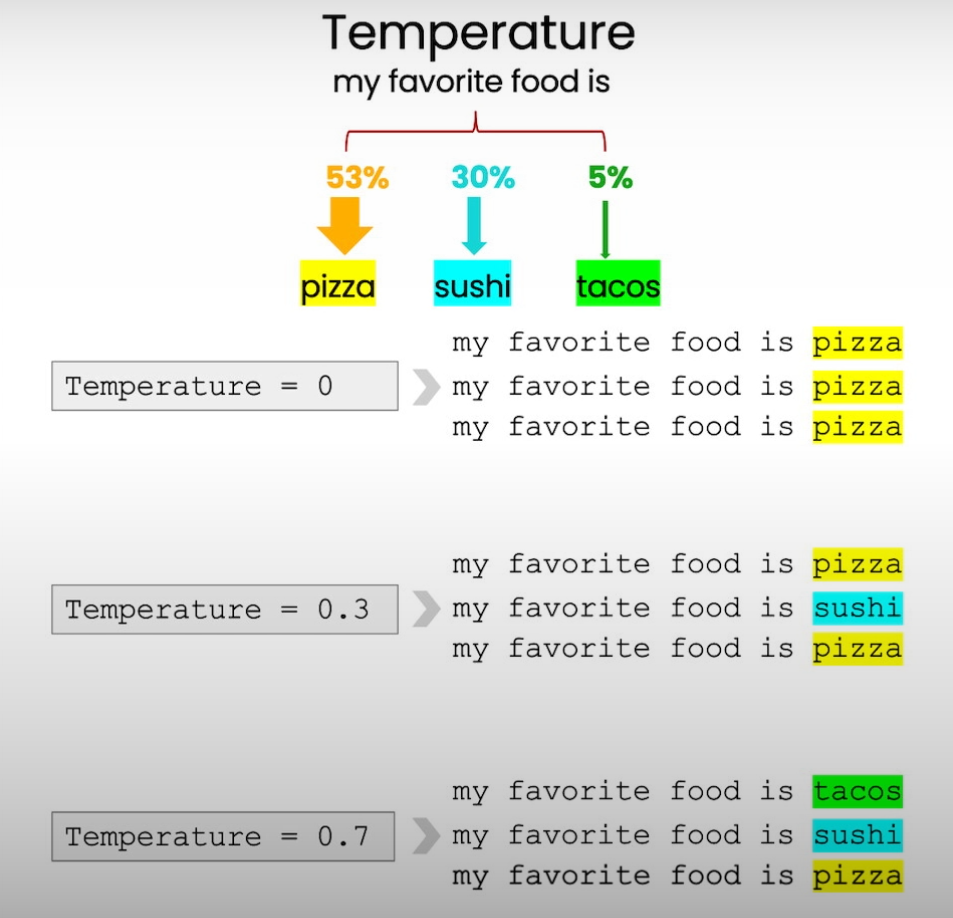 Temperature
my favorite food is
53% 30% 5%
pizza sushi tacos
my favorite food is pizza
Temperature = 0
my favorite food is pizza
my favorite food is pizza
my favorite food is pizza
Temperature = 0.3
my favorite food is sushi
my favorite food is pizza
my favorite food is tacos
Temperature = 0.7
my favorite food is sushi
my favorite food is pizza